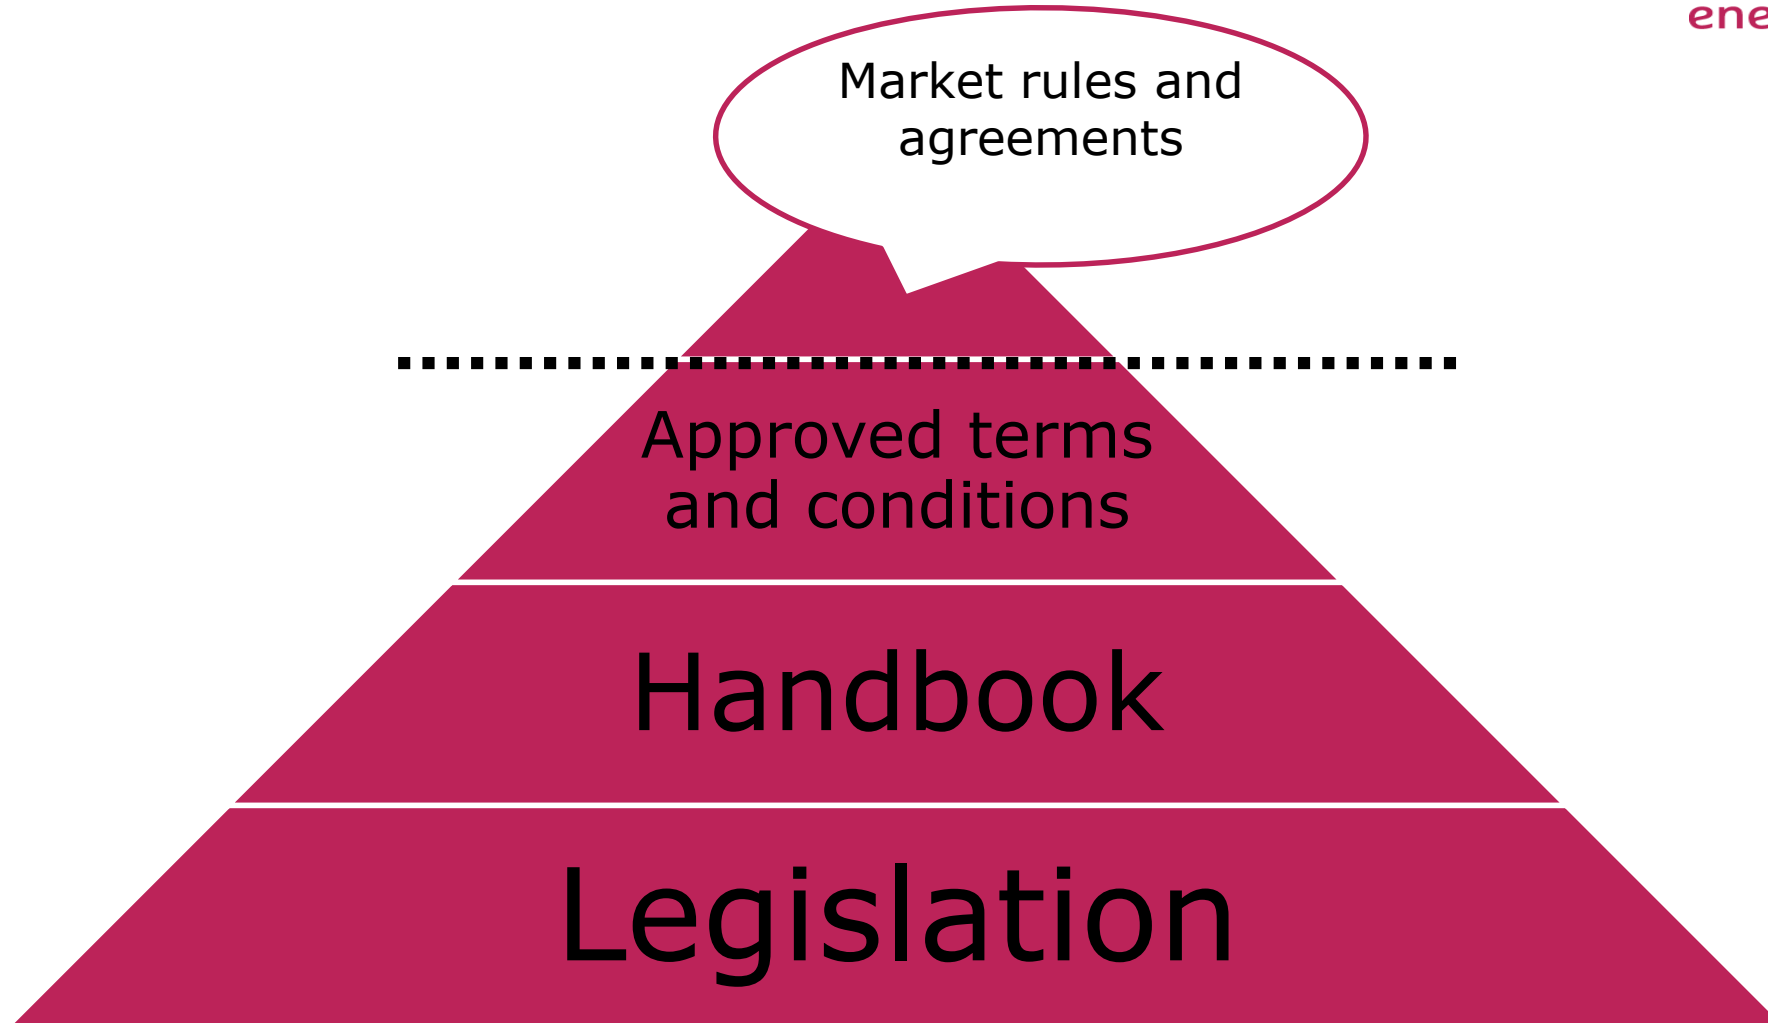 ene
Market rules and
agreements
Approved terms
and conditions
Handbook
Legislation